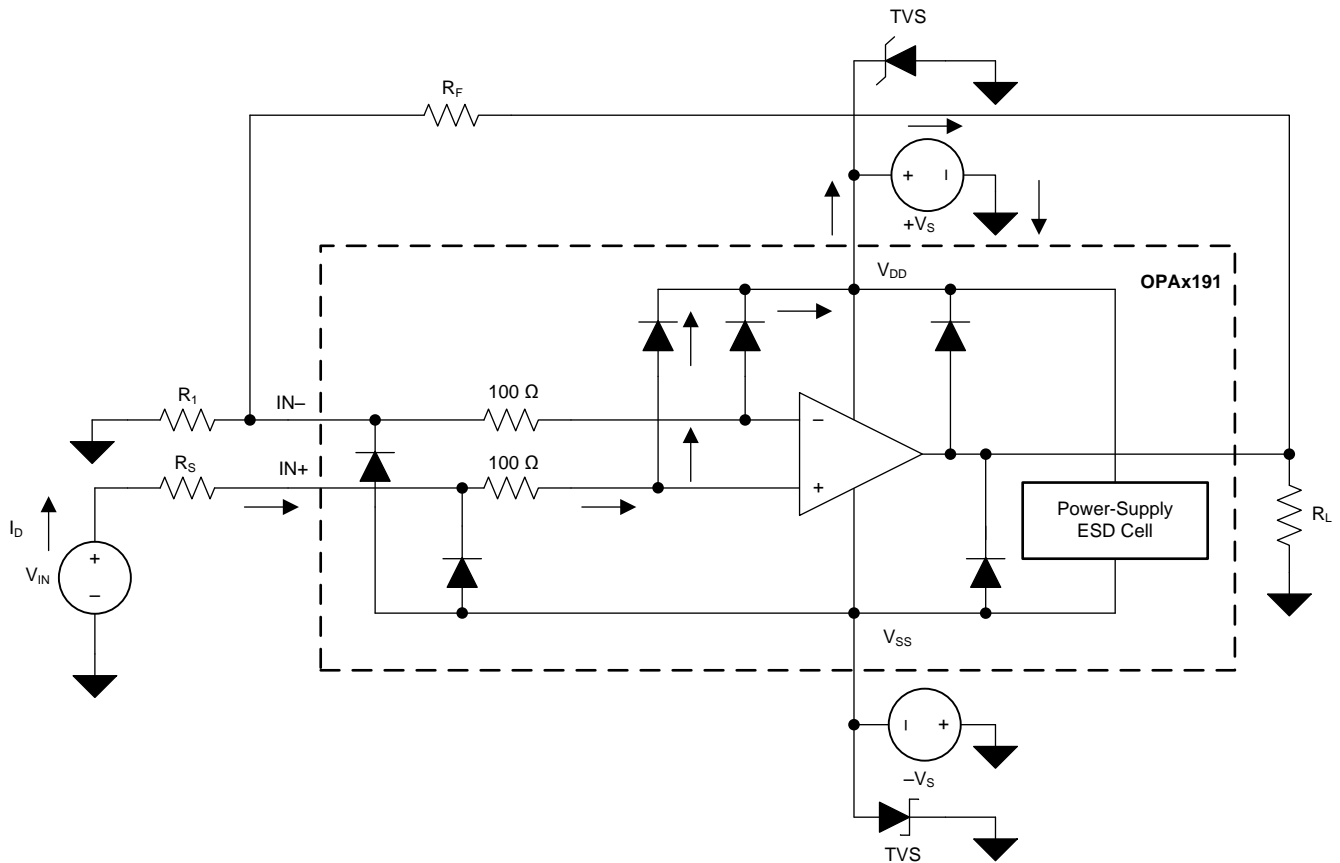 TVS
R_F
+ –
+V_S
V_DD
OPAx191
R_1
IN–
100 Ω
–
R_S
IN+
100 Ω
+
Power-Supply
ESD Cell
R_L
I_D
+
V_IN
–
V_SS
– +
–V_S
TVS